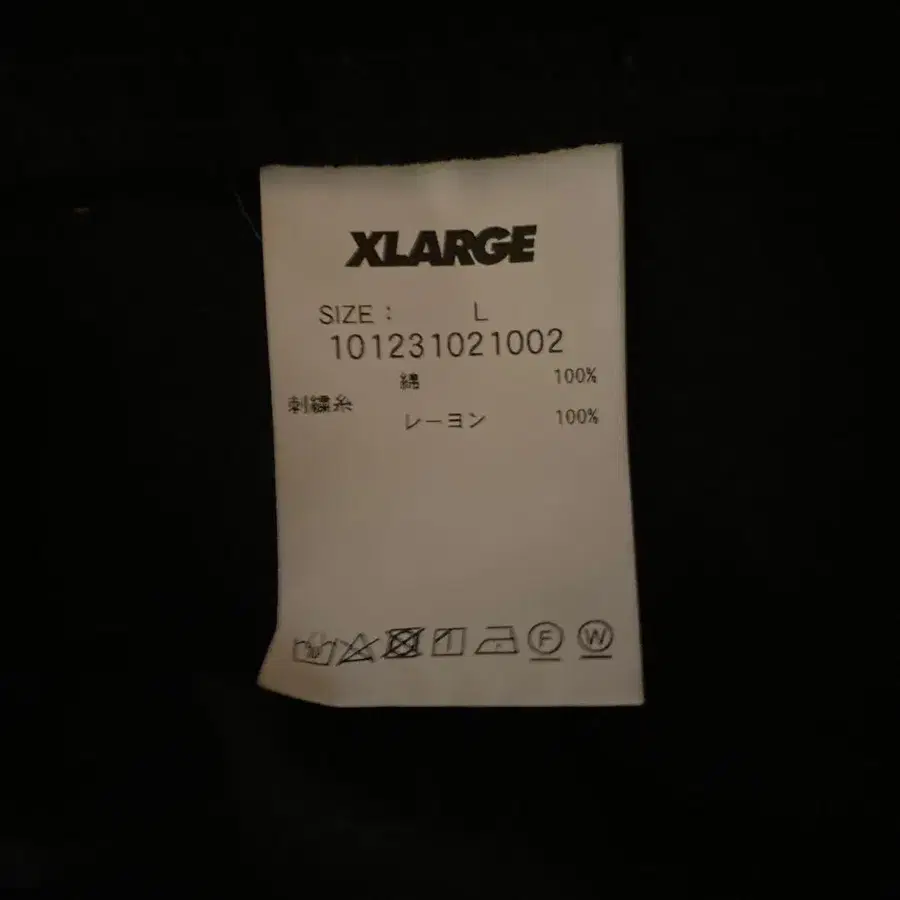 XLARGE
SIZE : L
101231021002
綿 100%
刺繍糸
レーヨン 100%
F W